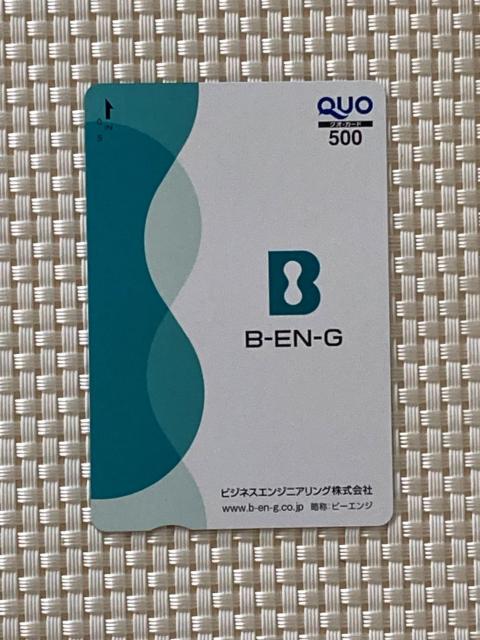 IN
QUO
クオ・カード
500
B
B-EN-G
ビジネスエンジニアリング株式会社
www.b-en-g.co.jp 略称:ビーエンジ